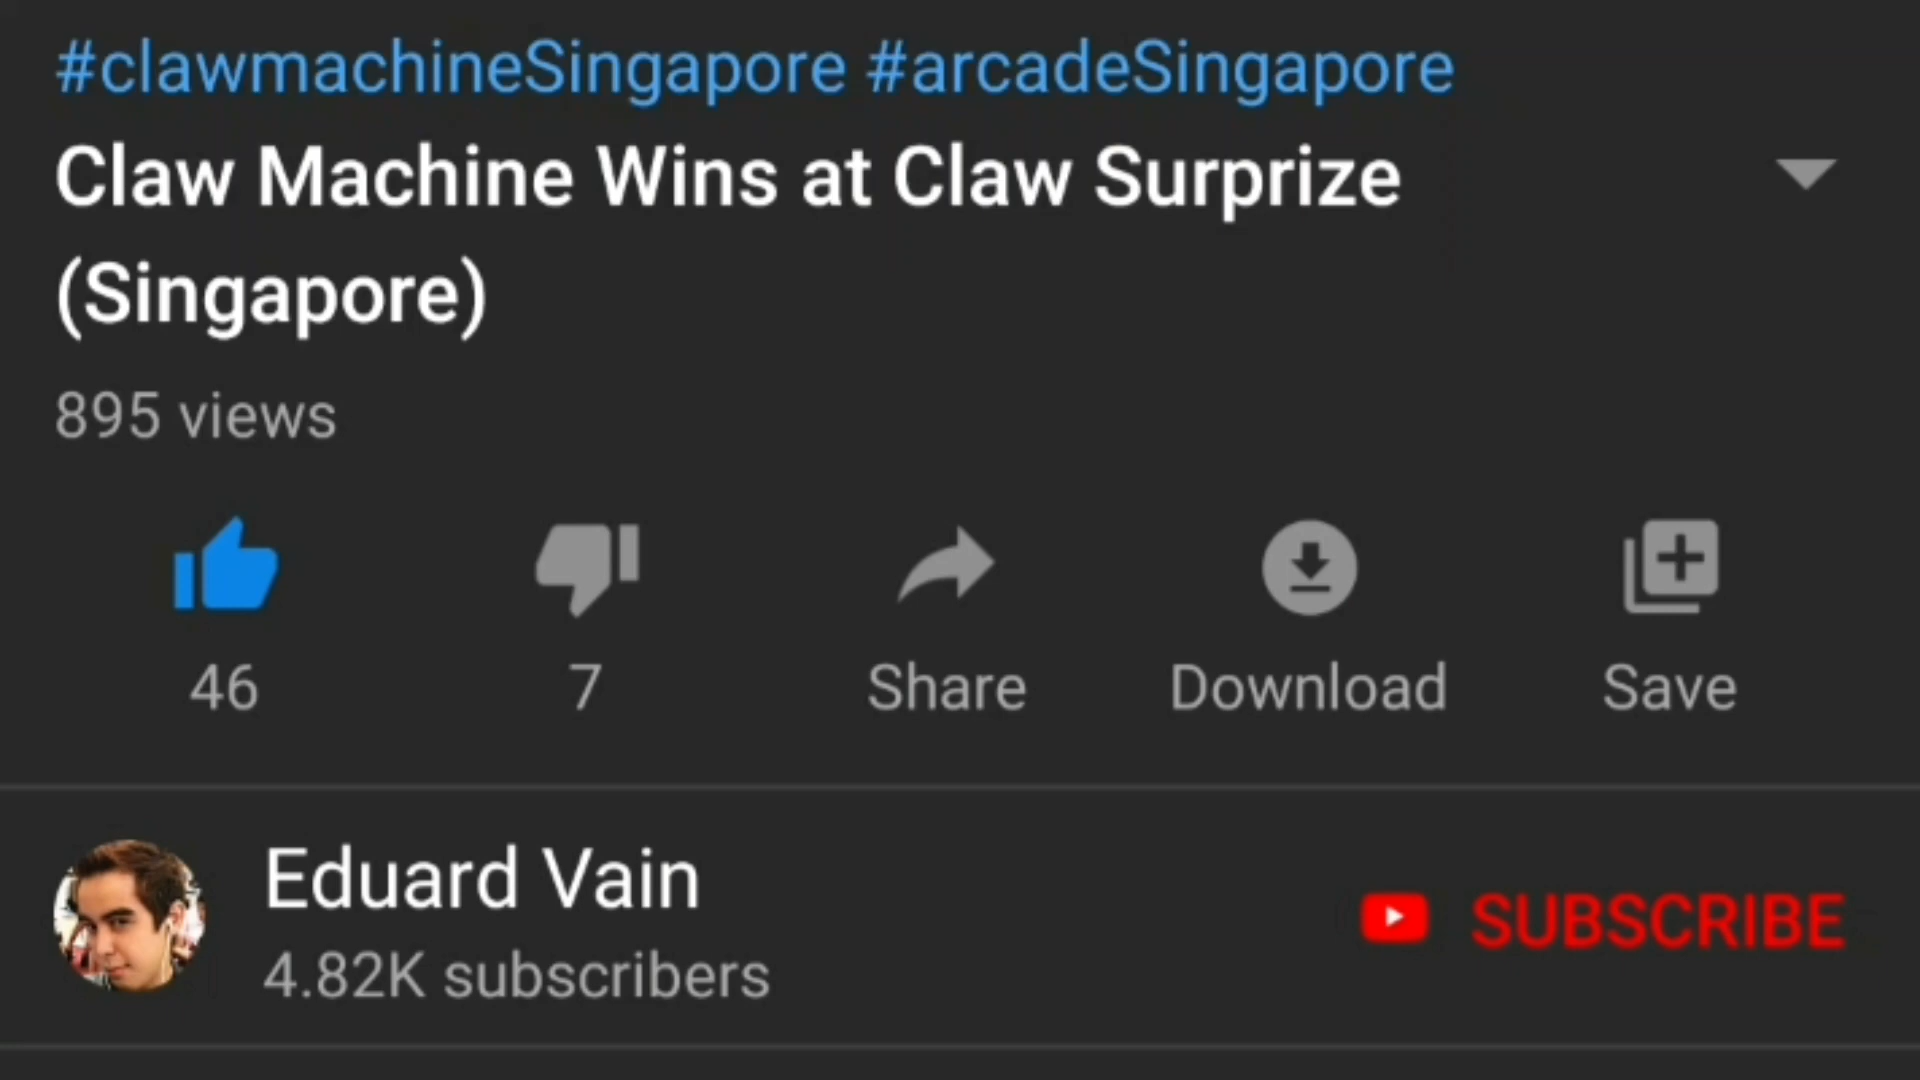 #clawmachineSingapore #arcadeSingapore
Claw Machine Wins at Claw Surprize
(Singapore)
895 views
46 7 Share Download Save
Eduard Vain
SUBSCRIBE
4.82K subscribers